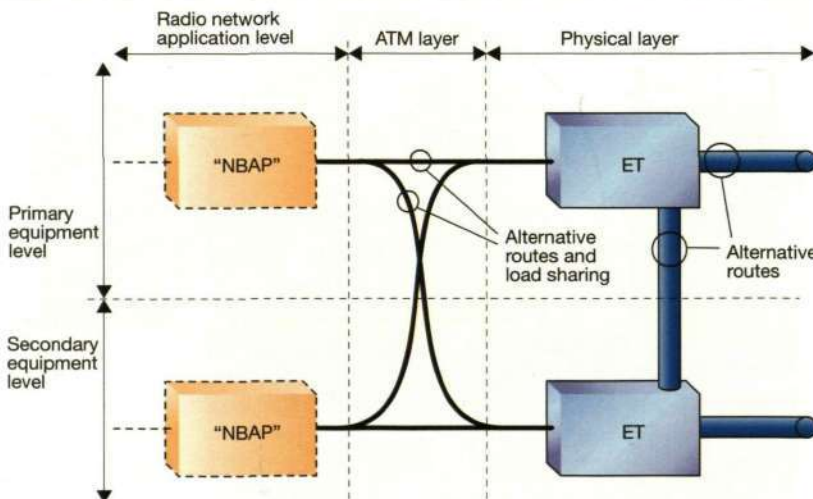 Radio network
application level
ATM layer
Physical layer
"NBAP"
ET
Primary
equipment
level
Alternative
routes and
load sharing
Alternative
routes
Secondary
equipment
level
"NBAP"
ET